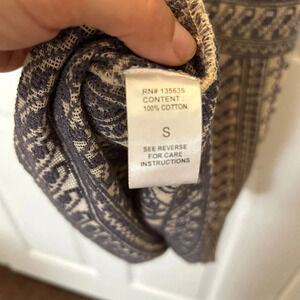 RN# 135635
CONTENT
100% COTTON
S
SEE REVERSE
FOR CARE
INSTRUCTIONS